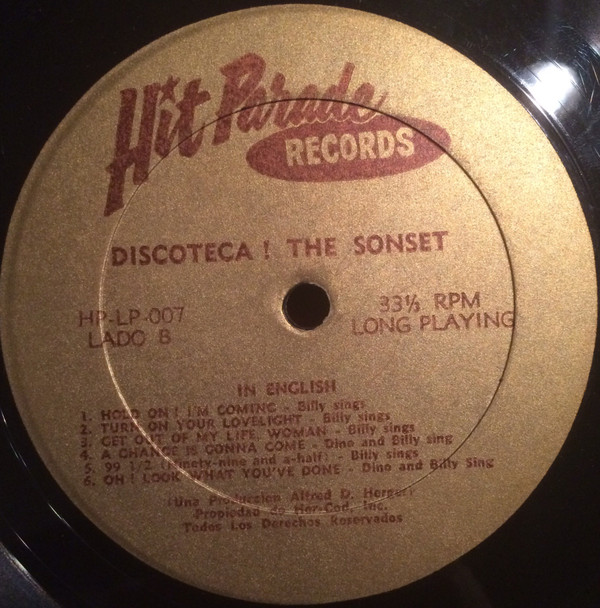 Hit Parade
RECORDS
DISCOTECA! THE SONSET
HP-LP-007
LADO B
33⅓ RPM
LONG PLAYING
IN ENGLISH
1. HOLD ON! I'M COMING - Billy sings
2. TURN ON YOUR LOVELIGHT - Billy sings
3. GET OUT OF MY LIFE, WOMAN - Billy sings
4. A CHANGE IS GONNA COME - Dino and Billy sing
5. 99 1/2 (Ninety-nine and a-half) - Billy sings
6. OH! LOOK WHAT YOU'VE DONE - Dino and Billy Sing
(Una Produccion Alfred D. Herger)
Propiedad de Her-Cod, Inc.
Todos Los Derechos Reservados